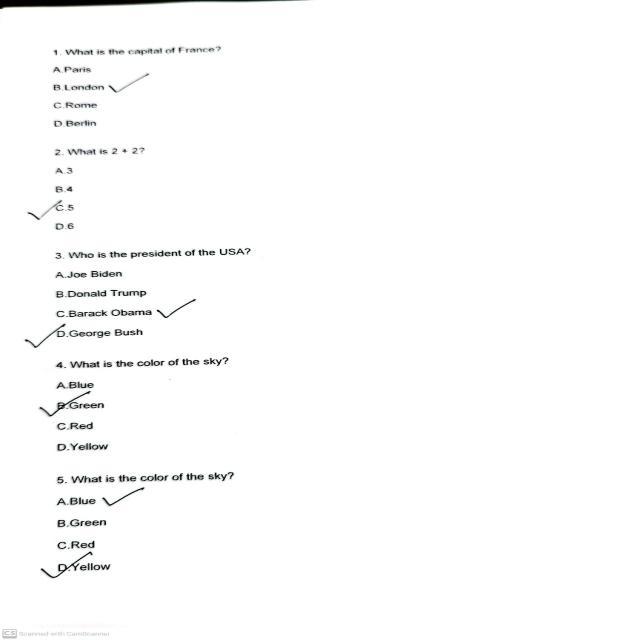 1. What is the capital of France?
A.Paris
B.London
C.Rome
D.Berlin
2. What is 2 + 2?
A.3
B.4
C.5
D.6
3. Who is the president of the USA?
A.Joe Biden
B.Donald Trump
C.Barack Obama
D.George Bush
4. What is the color of the sky?
A.Blue
B.Green
C.Red
D.Yellow
5. What is the color of the sky?
A.Blue
B.Green
C.Red
D.Yellow
CS Scanned with CamScanner